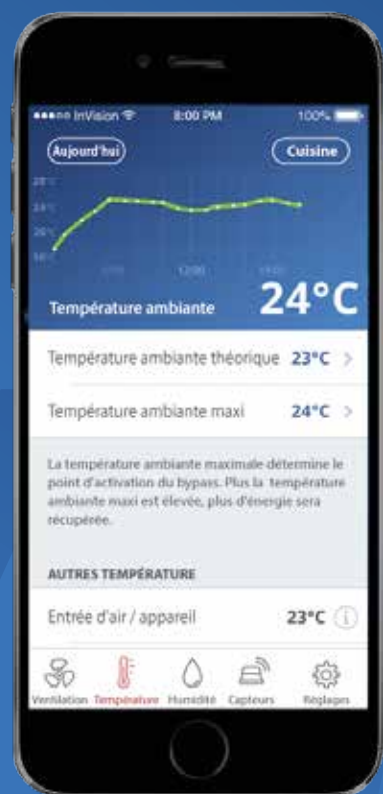 InVision 8:00 PM 100%
Aujourd'hui Cuisine
24°C
Température ambiante
Température ambiante théorique 23°C >
Température ambiante maxi 24°C >
La température ambiante maximale détermine le
point d'activation du bypass. Plus la température
ambiante maxi est élevée, plus d'énergie sera
récupérée.
AUTRES TEMPÉRATURE
Entrée d'air / appareil 23°C
Ventilation Température Humidité Capteurs Réglages